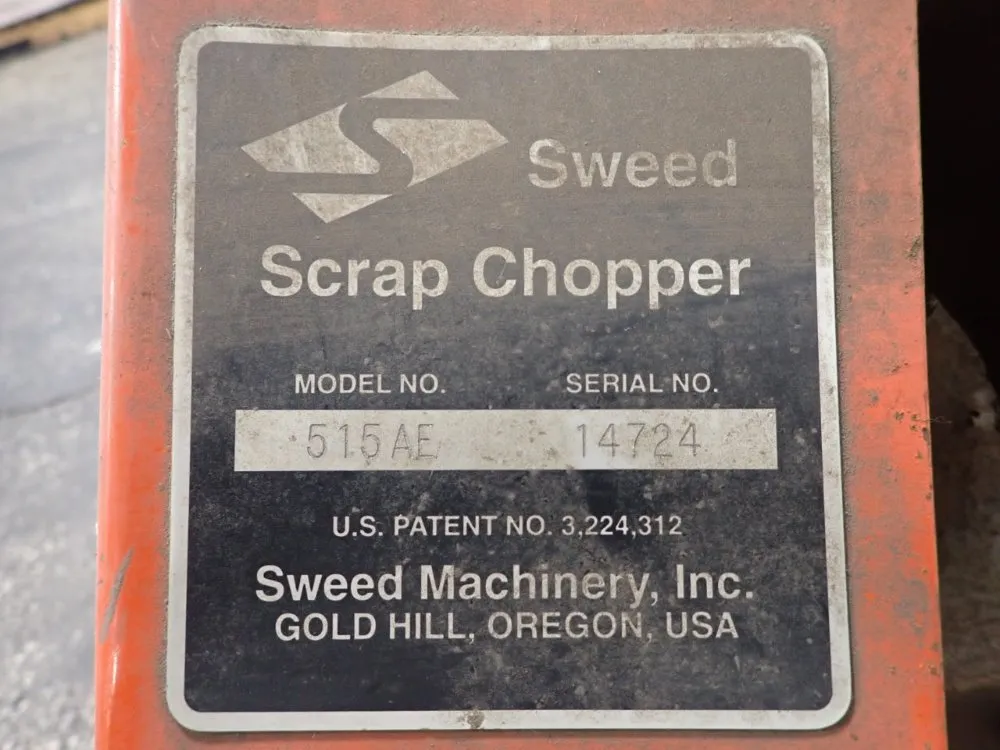 Sweed
Scrap Chopper
MODEL NO. SERIAL NO.
515AE 14724
U.S. PATENT NO. 3,224,312
Sweed Machinery, Inc.
GOLD HILL, OREGON, USA